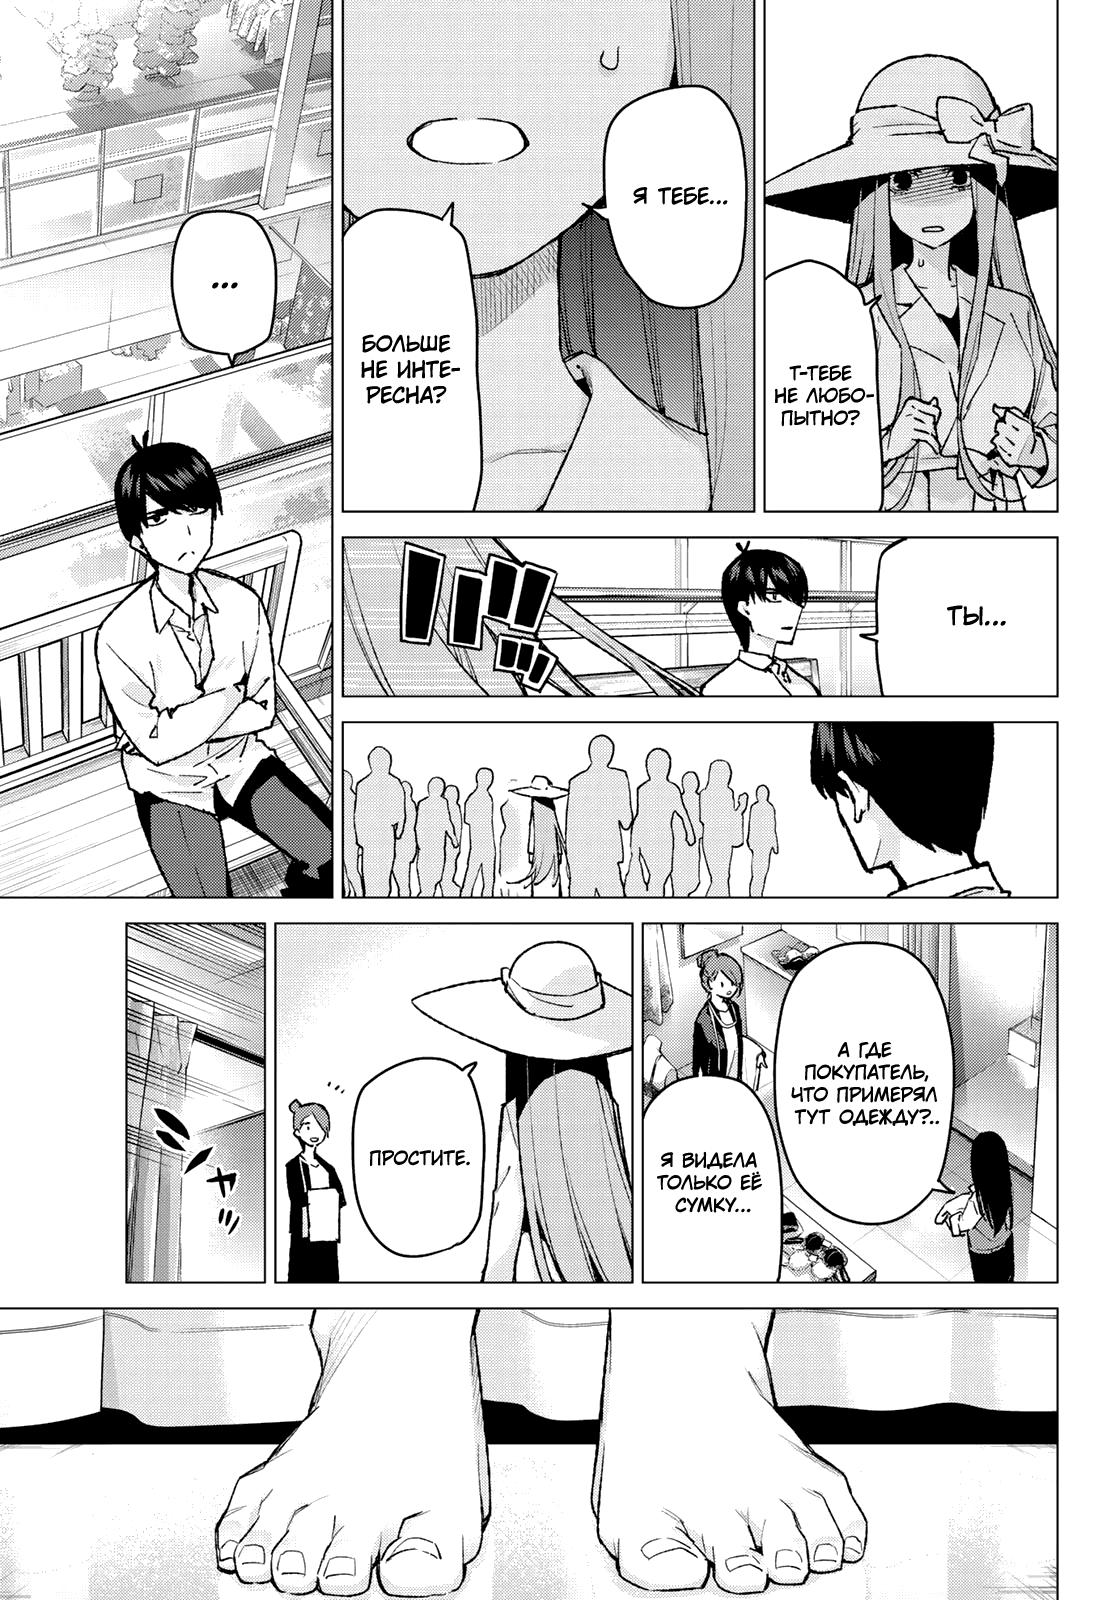 Т-ТЕБЕ
НЕ ЛЮБО-
ПЫТНО?
Я ТЕБЕ...
БОЛЬШЕ
НЕ ИНТЕ-
РЕСНА?
...
ТЫ...
А ГДЕ
ПОКУПАТЕЛЬ,
ЧТО ПРИМЕРЯЛ
ТУТ ОДЕЖДУ?..
Я ВИДЕЛА
ТОЛЬКО ЕЁ
СУМКУ...
ПРОСТИТЕ.